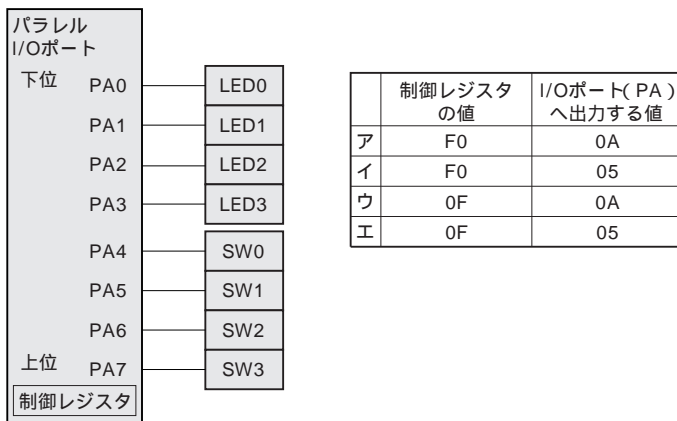 パラレル
I/Oポート
下位 PA0 LED0
PA1 LED1
PA2 LED2
PA3 LED3
PA4 SW0
PA5 SW1
PA6 SW2
上位 PA7 SW3
制御レジスタ
制御レジスタ I/Oポート(PA)
の値 へ出力する値
ア F0 0A
イ F0 05
ウ 0F 0A
エ 0F 05